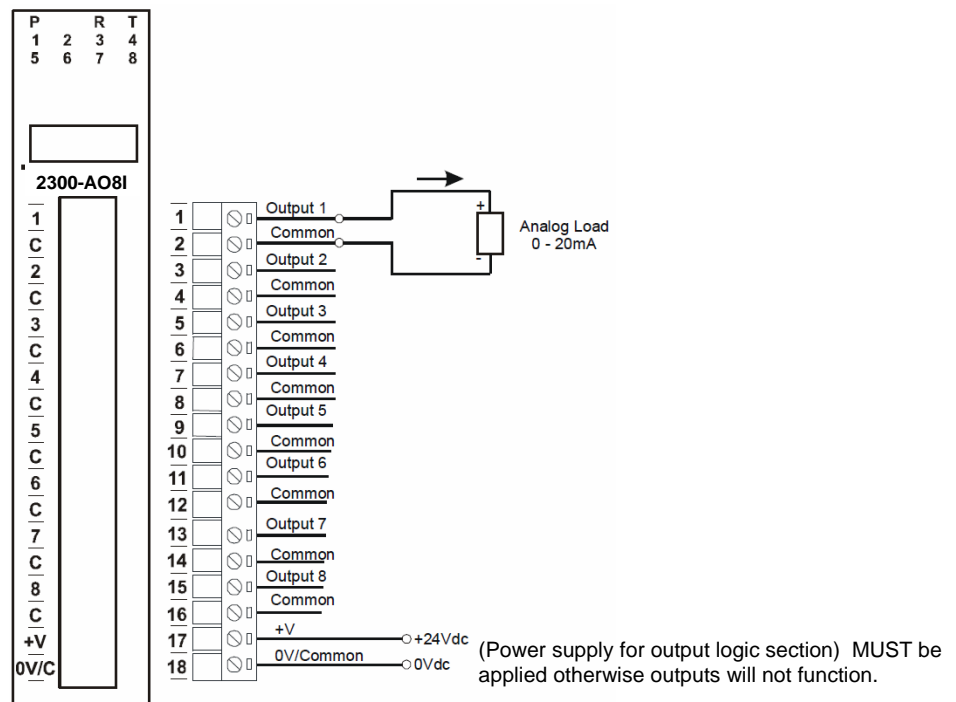 P R T
1 2 3 4
5 6 7 8
2300-AO8I
1
C
2
C
3
C
4
C
5
C
6
C
7
C
8
C
+V
0V/C
1 Output 1
2 Common
3 Output 2
4 Common
5 Output 3
6 Common
7 Output 4
8 Common
9 Output 5
10 Common
11 Output 6
12 Common
13 Output 7
14 Common
15 Output 8
16 Common
17 +V +24Vdc
18 0V/Common 0Vdc
+
-
Analog Load
0 - 20mA
(Power supply for output logic section) MUST be
applied otherwise outputs will not function.